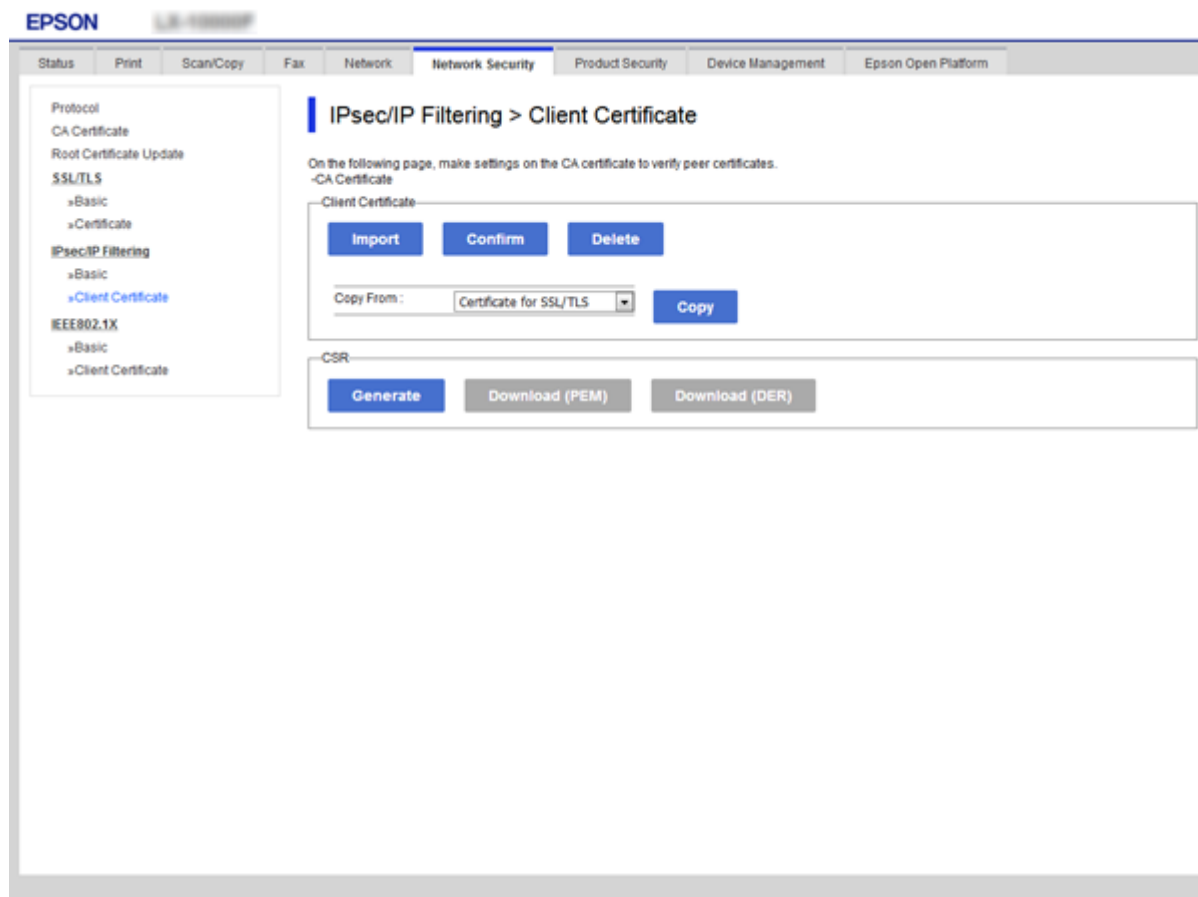 EPSON
Status Print Scan/Copy Fax Network Network Security Product Security Device Management Epson Open Platform
Protocol
CA Certificate
Root Certificate Update
SSL/TLS
»Basic
»Certificate
IPsec/IP Filtering
»Basic
»Client Certificate
IEEE802.1X
»Basic
»Client Certificate
IPsec/IP Filtering > Client Certificate
On the following page, make settings on the CA certificate to verify peer certificates.
-CA Certificate
Client Certificate
Import Confirm Delete
Copy From : Certificate for SSL/TLS Copy
CSR
Generate Download (PEM) Download (DER)